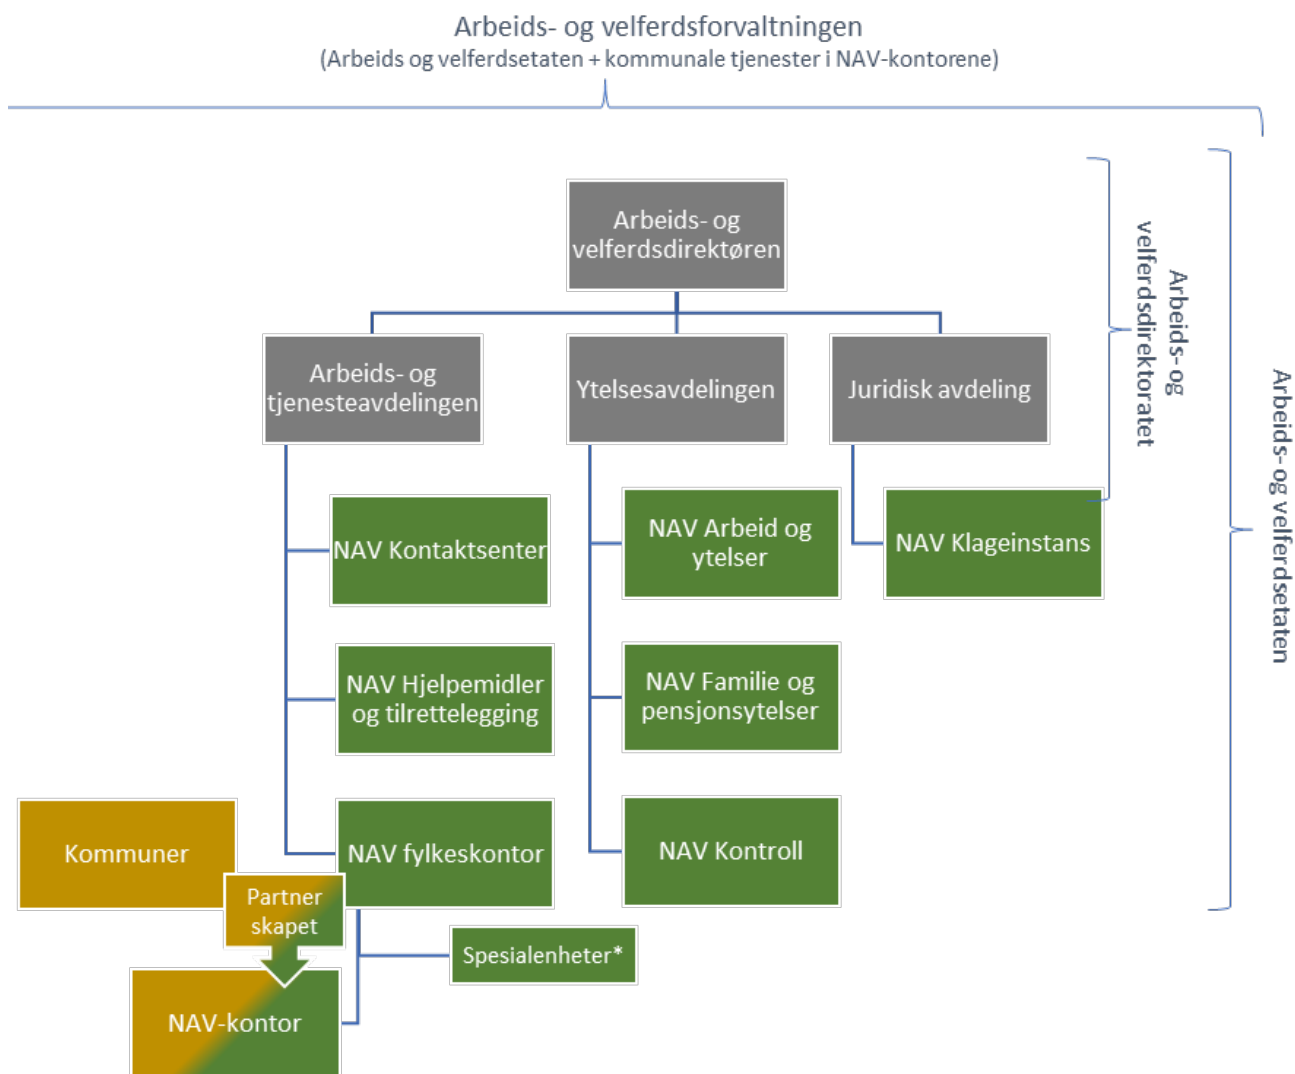 Arbeids- og velferdsforvaltningen
(Arbeids og velferdsetaten + kommunale tjenester i NAV-kontorene)
Arbeids- og
velferdsdirektøren
Arbeids- og
velferdsdirektoratet
Arbeids- og velferdsetaten
Arbeids- og
tjenesteavdelingen
Ytelsesavdelingen
Juridisk avdeling
NAV Kontaktsenter
NAV Arbeid og
ytelser
NAV Klageinstans
NAV Hjelpemidler
og tilrettelegging
NAV Familie og
pensjonsytelser
Kommuner
NAV fylkeskontor
NAV Kontroll
Partner
skapet
Spesialenheter*
NAV-kontor